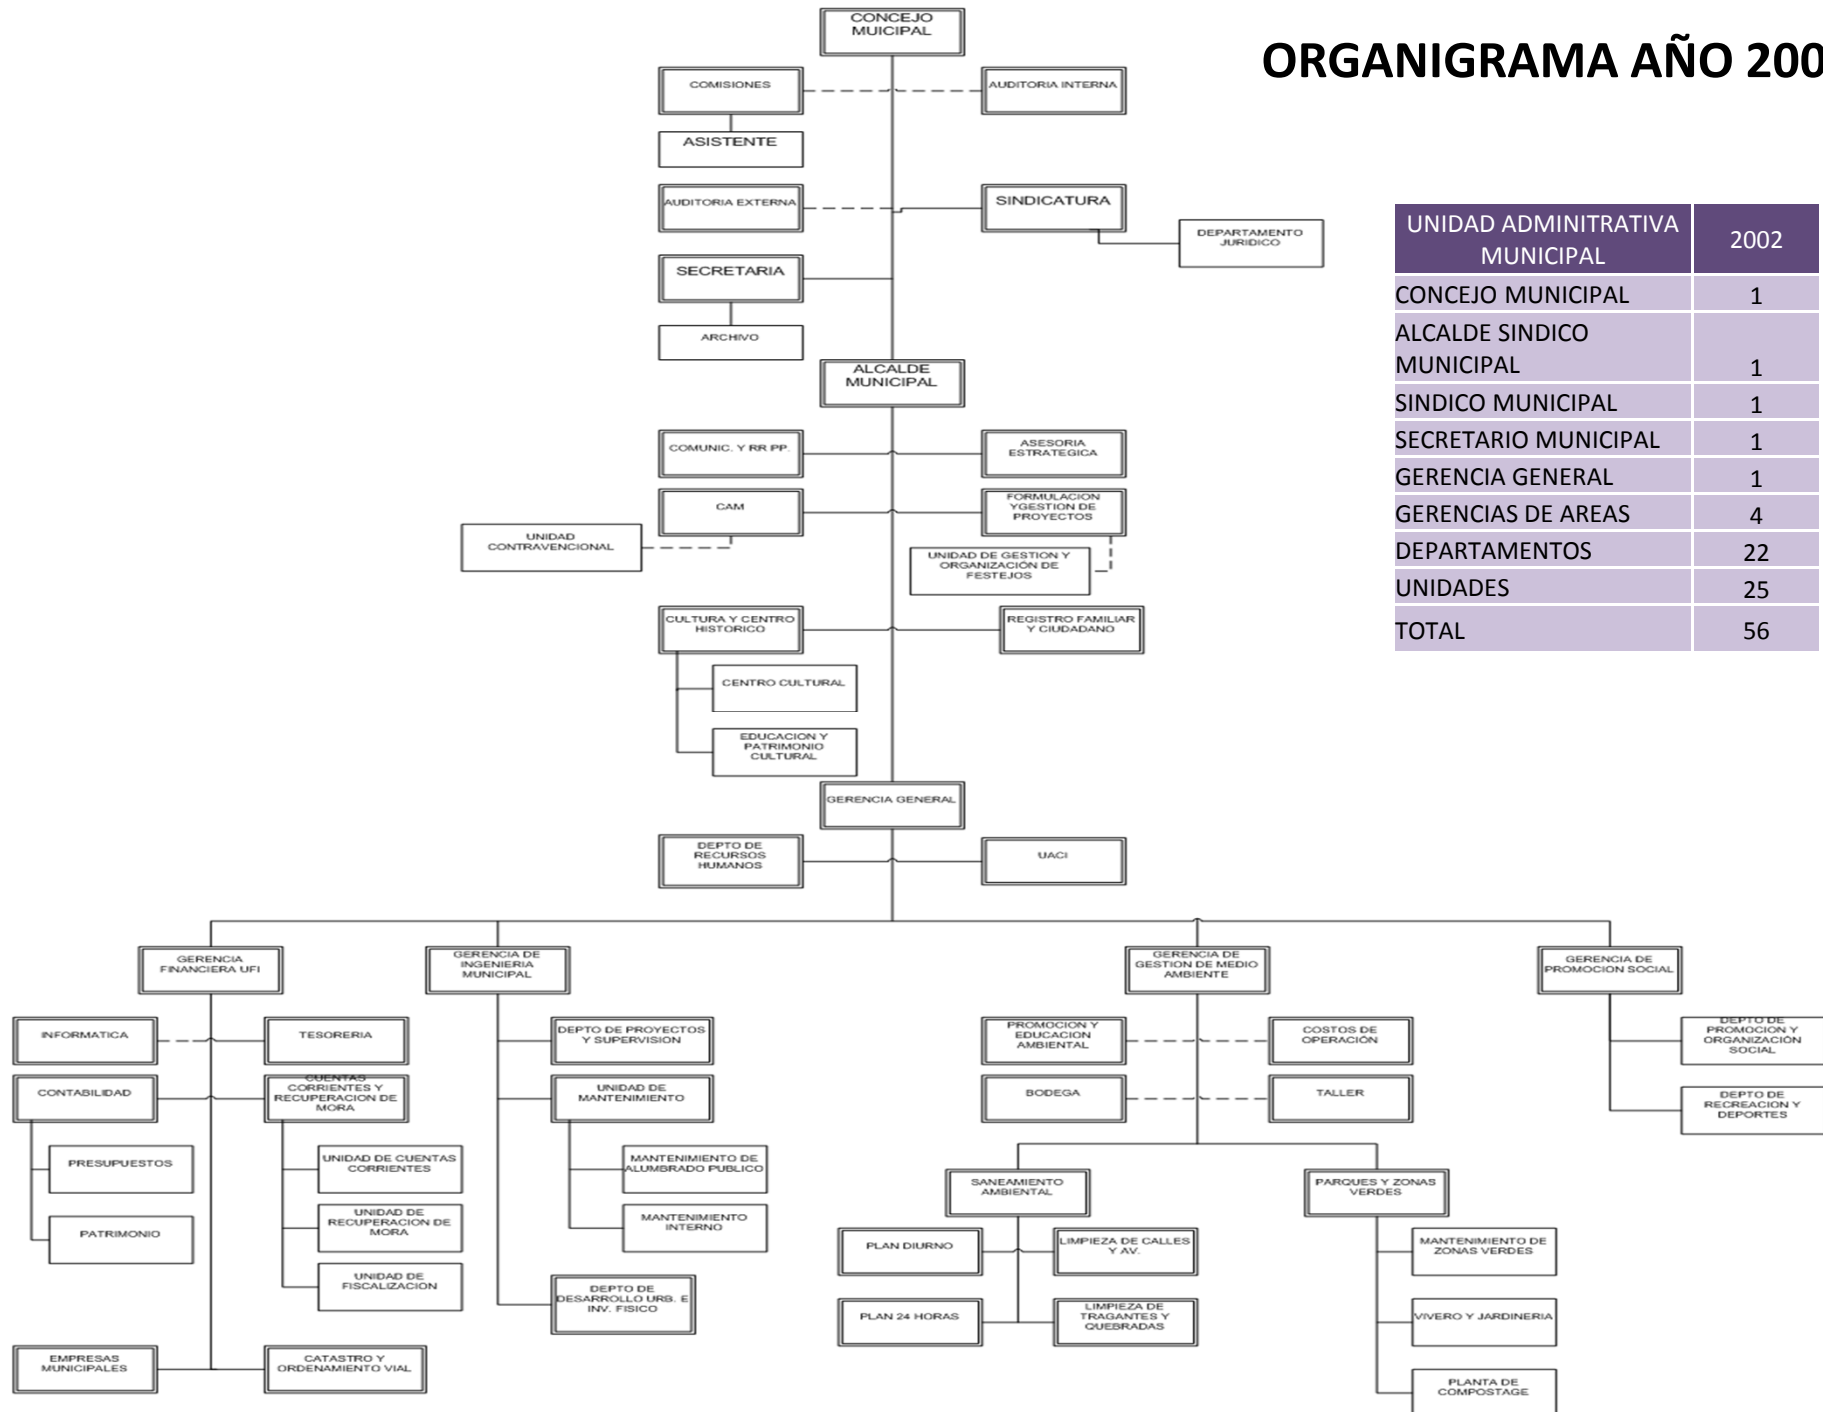 ORGANIGRAMA AÑO 200
CONCEJO
MUICIPAL
COMISIONES
AUDITORIA INTERNA
ASISTENTE
AUDITORIA EXTERNA
SINDICATURA
DEPARTAMENTO
JURIDICO
SECRETARIA
ARCHIVO
ALCALDE
MUNICIPAL
COMUNIC. Y RR PP.
ASESORIA
ESTRATEGICA
CAM
FORMULACION
YGESTION DE
PROYECTOS
UNIDAD
CONTRAVENCIONAL
UNIDAD DE GESTION Y
ORGANIZACIÓN DE
FESTEJOS
CULTURA Y CENTRO
HISTORICO
REGISTRO FAMILIAR
Y CIUDADANO
CENTRO CULTURAL
EDUCACION Y
PATRIMONIO
CULTURAL
GERENCIA GENERAL
DEPTO DE
RECURSOS
HUMANOS
UACI
UNIDAD ADMINITRATIVA
MUNICIPAL
2002
CONCEJO MUNICIPAL 1
ALCALDE SINDICO
MUNICIPAL 1
SINDICO MUNICIPAL 1
SECRETARIO MUNICIPAL 1
GERENCIA GENERAL 1
GERENCIAS DE AREAS 4
DEPARTAMENTOS 22
UNIDADES 25
TOTAL 56
GERENCIA
FINANCIERA UFI
GERENCIA DE
INGENIERIA
MUNICIPAL
GERENCIA DE
GESTION DE MEDIO
AMBIENTE
GERENCIA DE
PROMOCION SOCIAL
INFORMATICA
TESORERIA
CONTABILIDAD
CUENTAS
CORRIENTES Y
RECUPERACION DE
MORA
PRESUPUESTOS
PATRIMONIO
UNIDAD DE CUENTAS
CORRIENTES
UNIDAD DE
RECUPERACION DE
MORA
UNIDAD DE
FISCALIZACION
EMPRESAS
MUNICIPALES
CATASTRO Y
ORDENAMIENTO VIAL
DEPTO DE PROYECTOS
Y SUPERVISION
UNIDAD DE
MANTENIMIENTO
MANTENIMIENTO DE
ALUMBRADO PUBLICO
MANTENIMIENTO
INTERNO
DEPTO DE
DESARROLLO URB. E
INV. FISICO
PROMOCION Y
EDUCACION
AMBIENTAL
COSTOS DE
OPERACIÓN
BODEGA
TALLER
SANEAMIENTO
AMBIENTAL
PARQUES Y ZONAS
VERDES
PLAN DIURNO
LIMPIEZA DE CALLES
Y AV.
PLAN 24 HORAS
LIMPIEZA DE
TRAGANTES Y
QUEBRADAS
MANTENIMIENTO DE
ZONAS VERDES
VIVERO Y JARDINERIA
PLANTA DE
COMPOSTAGE
DEPTO DE
PROMOCION Y
ORGANIZACIÓN
SOCIAL
DEPTO DE
RECREACION Y
DEPORTES